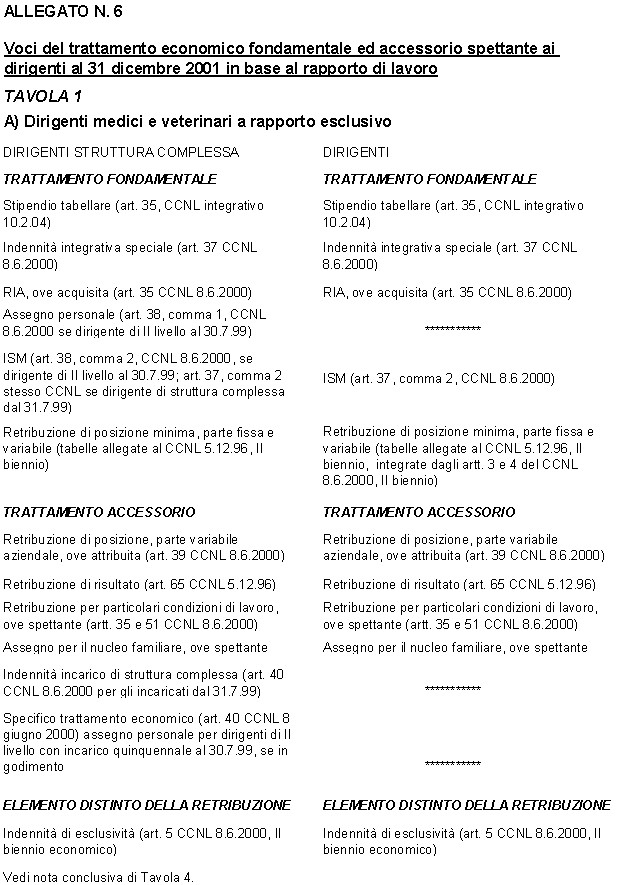 ALLEGATO N. 6
Voci del trattamento economico fondamentale ed accessorio spettante ai
dirigenti al 31 dicembre 2001 in base al rapporto di lavoro
TAVOLA 1
A) Dirigenti medici e veterinari a rapporto esclusivo
DIRIGENTI STRUTTURA COMPLESSA
TRATTAMENTO FONDAMENTALE
Stipendio tabellare (art. 35, CCNL integrativo
10.2.04)
Indennità integrativa speciale (art. 37 CCNL
8.6.2000)
RIA, ove acquisita (art. 35 CCNL 8.6.2000)
Assegno personale (art. 38, comma 1, CCNL
8.6.2000 se dirigente di II livello al 30.7.99)
ISM (art. 38, comma 2, CCNL 8.6.2000, se
dirigente di II livello al 30.7.99; art. 37, comma 2
stesso CCNL se dirigente di struttura complessa
dal 31.7.99)
Retribuzione di posizione minima, parte fissa e
variabile (tabelle allegate al CCNL 5.12.96, II
biennio)
TRATTAMENTO ACCESSORIO
Retribuzione di posizione, parte variabile
aziendale, ove attribuita (art. 39 CCNL 8.6.2000)
Retribuzione di risultato (art. 65 CCNL 5.12.96)
Retribuzione per particolari condizioni di lavoro,
ove spettante (artt. 35 e 51 CCNL 8.6.2000)
Assegno per il nucleo familiare, ove spettante
Indennità incarico di struttura complessa (art. 40
CCNL 8.6.2000 per gli incaricati dal 31.7.99)
Specifico trattamento economico (art. 40 CCNL 8
giugno 2000) assegno personale per dirigenti di II
livello con incarico quinquennale al 30.7.99, se in
godimento
ELEMENTO DISTINTO DELLA RETRIBUZIONE
Indennità di esclusività (art. 5 CCNL 8.6.2000, II
biennio economico)
DIRIGENTI
TRATTAMENTO FONDAMENTALE
Stipendio tabellare (art. 35, CCNL integrativo
10.2.04)
Indennità integrativa speciale (art. 37 CCNL
8.6.2000)
RIA, ove acquisita (art. 35 CCNL 8.6.2000)
***********
ISM (art. 37, comma 2, CCNL 8.6.2000)
Retribuzione di posizione minima, parte fissa e
variabile (tabelle allegate al CCNL 5.12.96, II
biennio, integrate dagli artt. 3 e 4 del CCNL
8.6.2000, II biennio)
TRATTAMENTO ACCESSORIO
Retribuzione di posizione, parte variabile
aziendale, ove attribuita (art. 39 CCNL 8.6.2000)
Retribuzione di risultato (art. 65 CCNL 5.12.96)
Retribuzione per particolari condizioni di lavoro,
ove spettante (artt. 35 e 51 CCNL 8.6.2000)
Assegno per il nucleo familiare, ove spettante
***********
***********
ELEMENTO DISTINTO DELLA RETRIBUZIONE
Indennità di esclusività (art. 5 CCNL 8.6.2000, II
biennio economico)
Vedi nota conclusiva di Tavola 4.